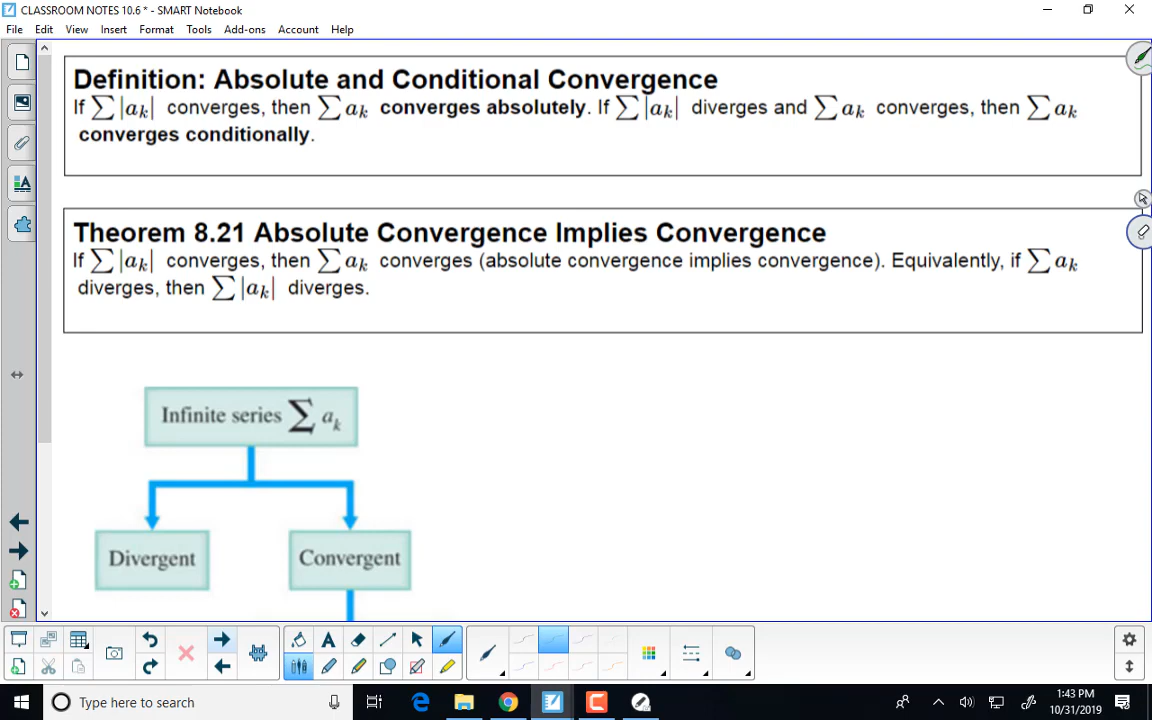 CLASSROOM NOTES 10.6 * - SMART Notebook
File Edit View Insert Format Tools Add-ons Account Help
Definition: Absolute and Conditional Convergence
If ∑|aₖ| converges, then ∑aₖ converges absolutely. If ∑|aₖ| diverges and ∑aₖ converges, then ∑aₖ
converges conditionally.
Theorem 8.21 Absolute Convergence Implies Convergence
If ∑|aₖ| converges, then ∑aₖ converges (absolute convergence implies convergence). Equivalently, if ∑aₖ
diverges, then ∑|aₖ| diverges.
Infinite series ∑aₖ
Divergent Convergent
Type here to search
1:43 PM
10/31/2019